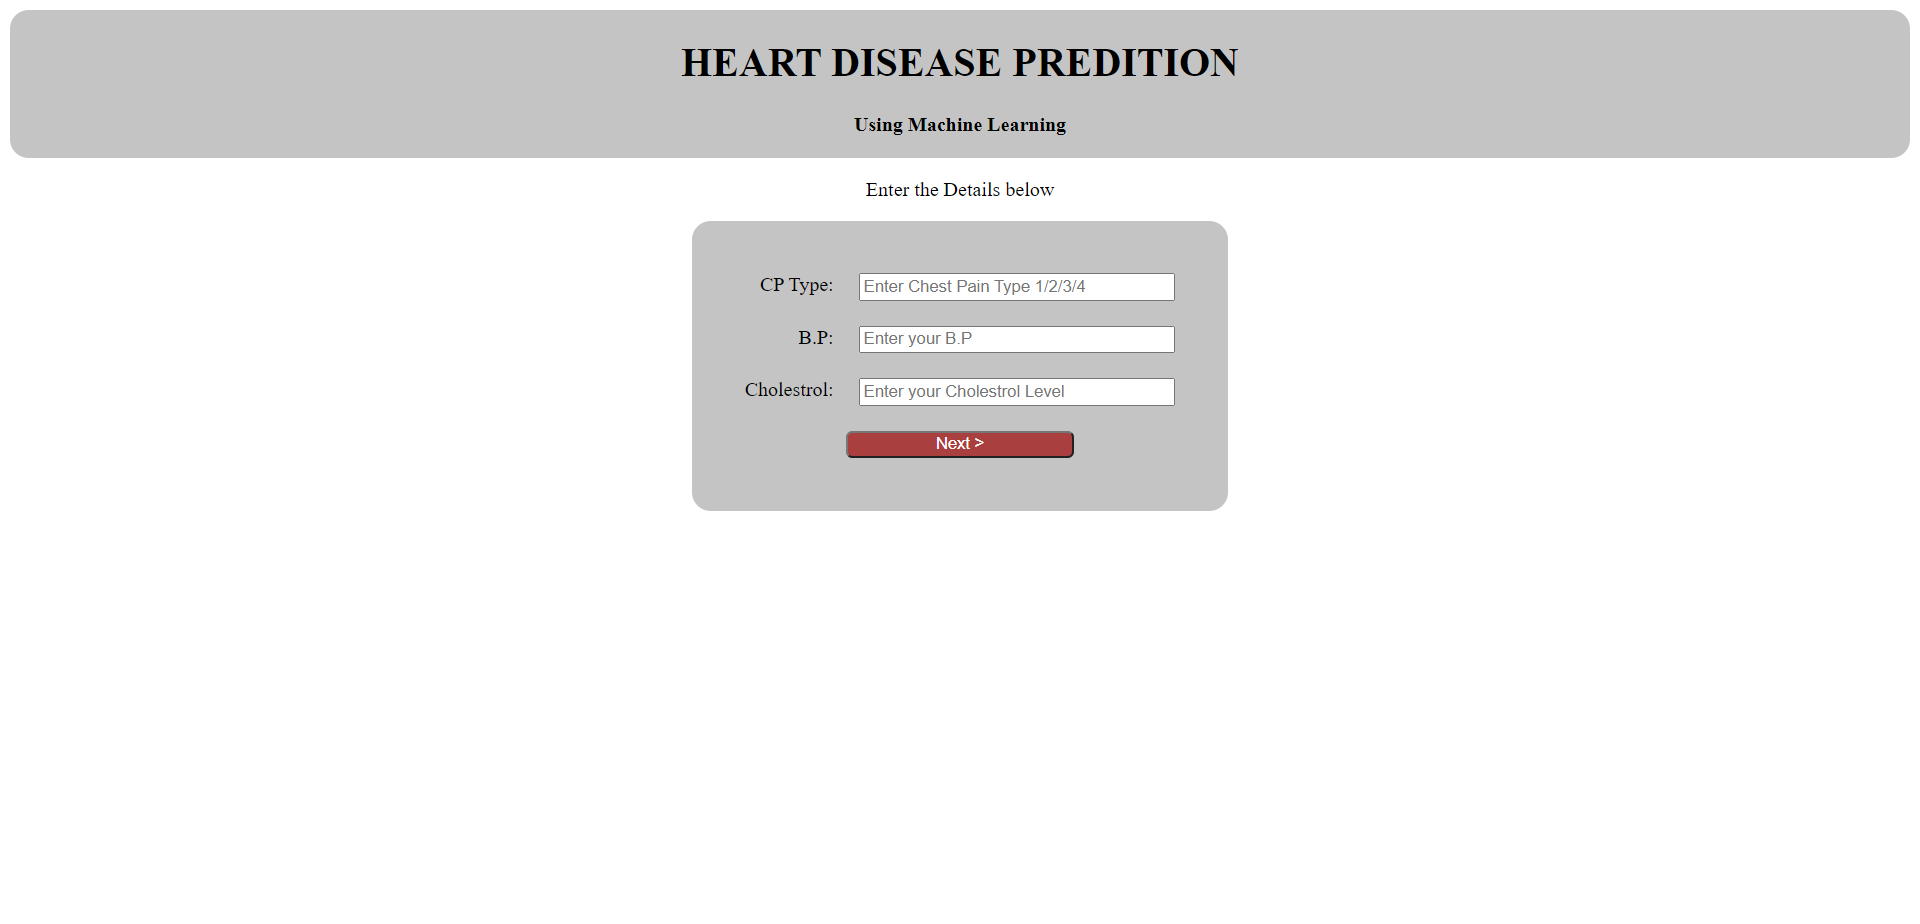 HEART DISEASE PREDITION
Using Machine Learning
Enter the Details below
CP Type: Enter Chest Pain Type 1/2/3/4
B.P: Enter your B.P
Cholestrol: Enter your Cholestrol Level
Next >